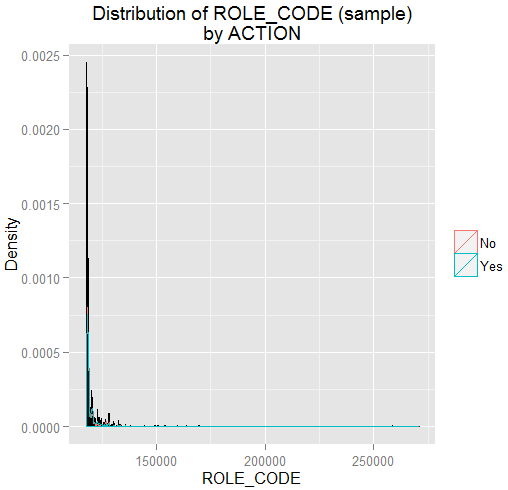 Distribution of ROLE_CODE (sample)
by ACTION
0.0025
0.0020
0.0015
0.0010
0.0005
0.0000
Density
150000 200000 250000
ROLE_CODE
No
Yes